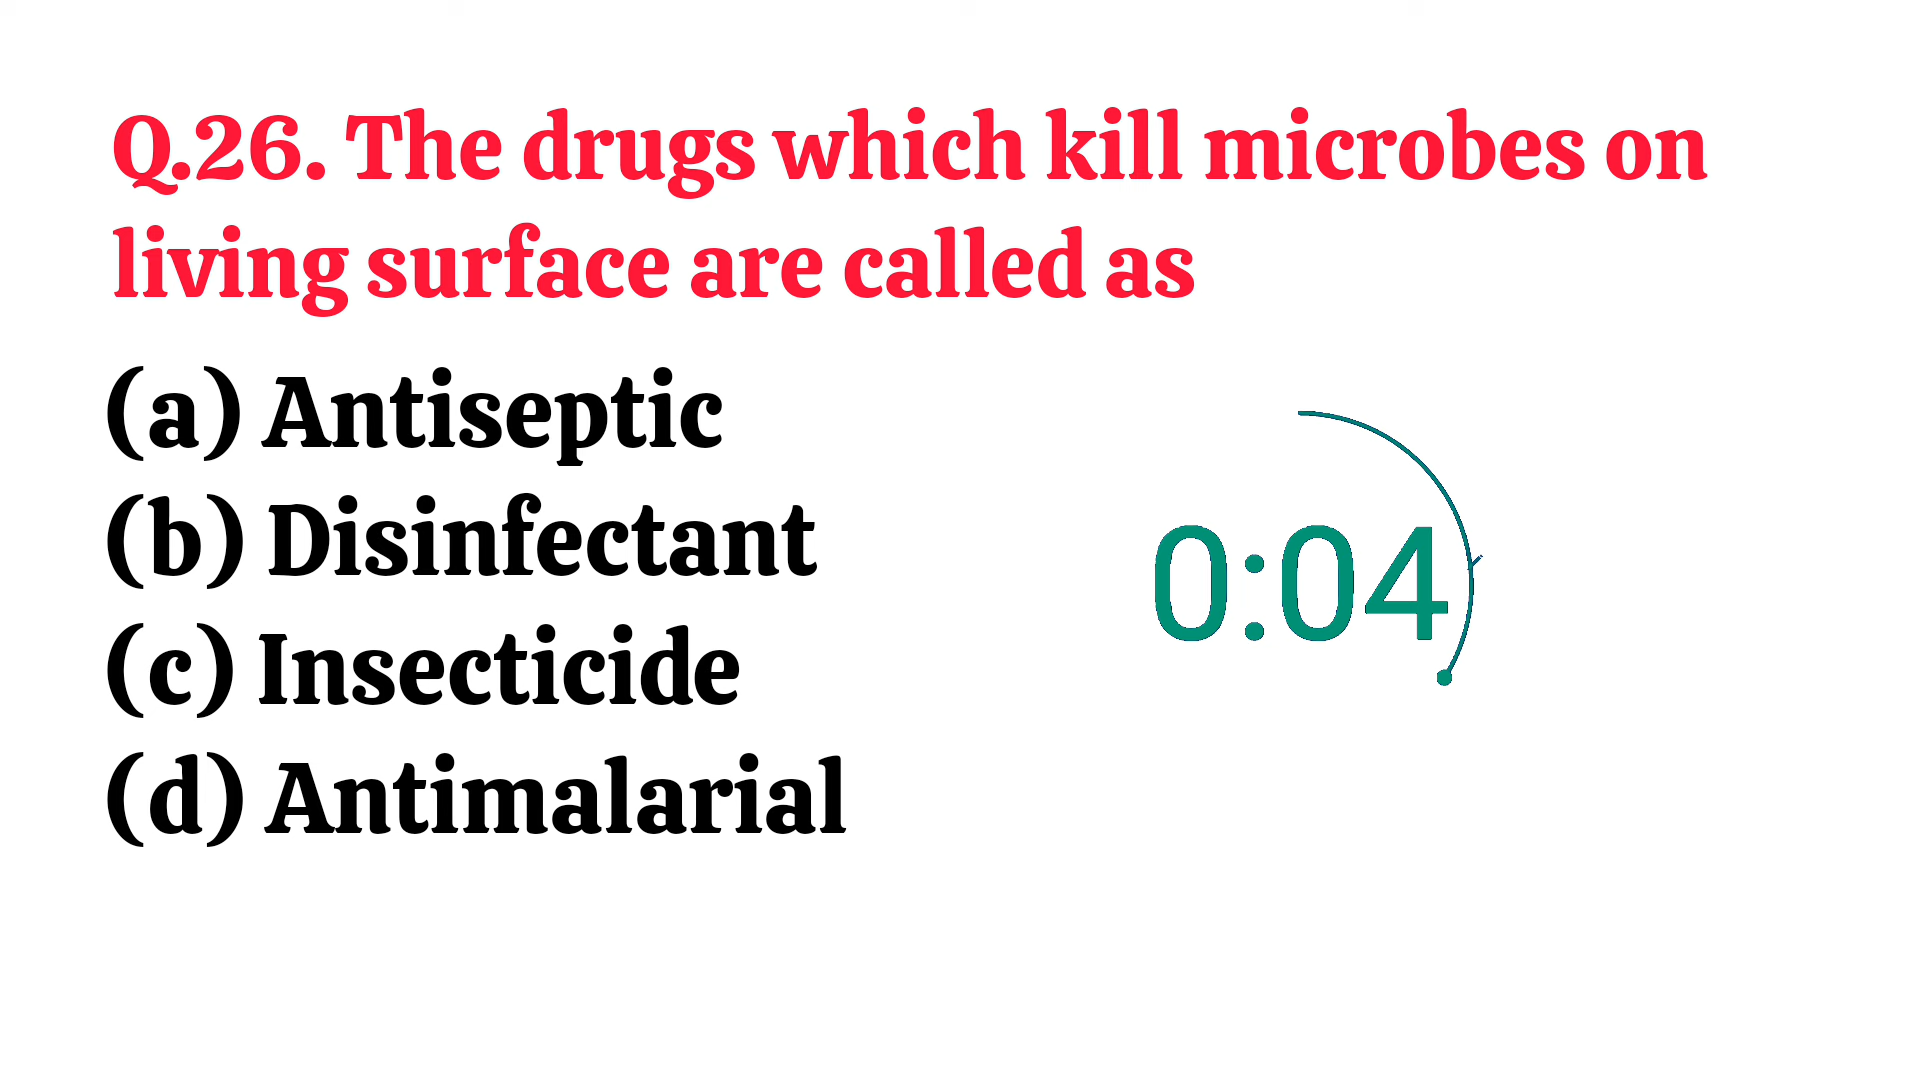 Q.26. The drugs which kill microbes on
living surface are called as
(a) Antiseptic
(b) Disinfectant
(c) Insecticide
(d) Antimalarial
0:04